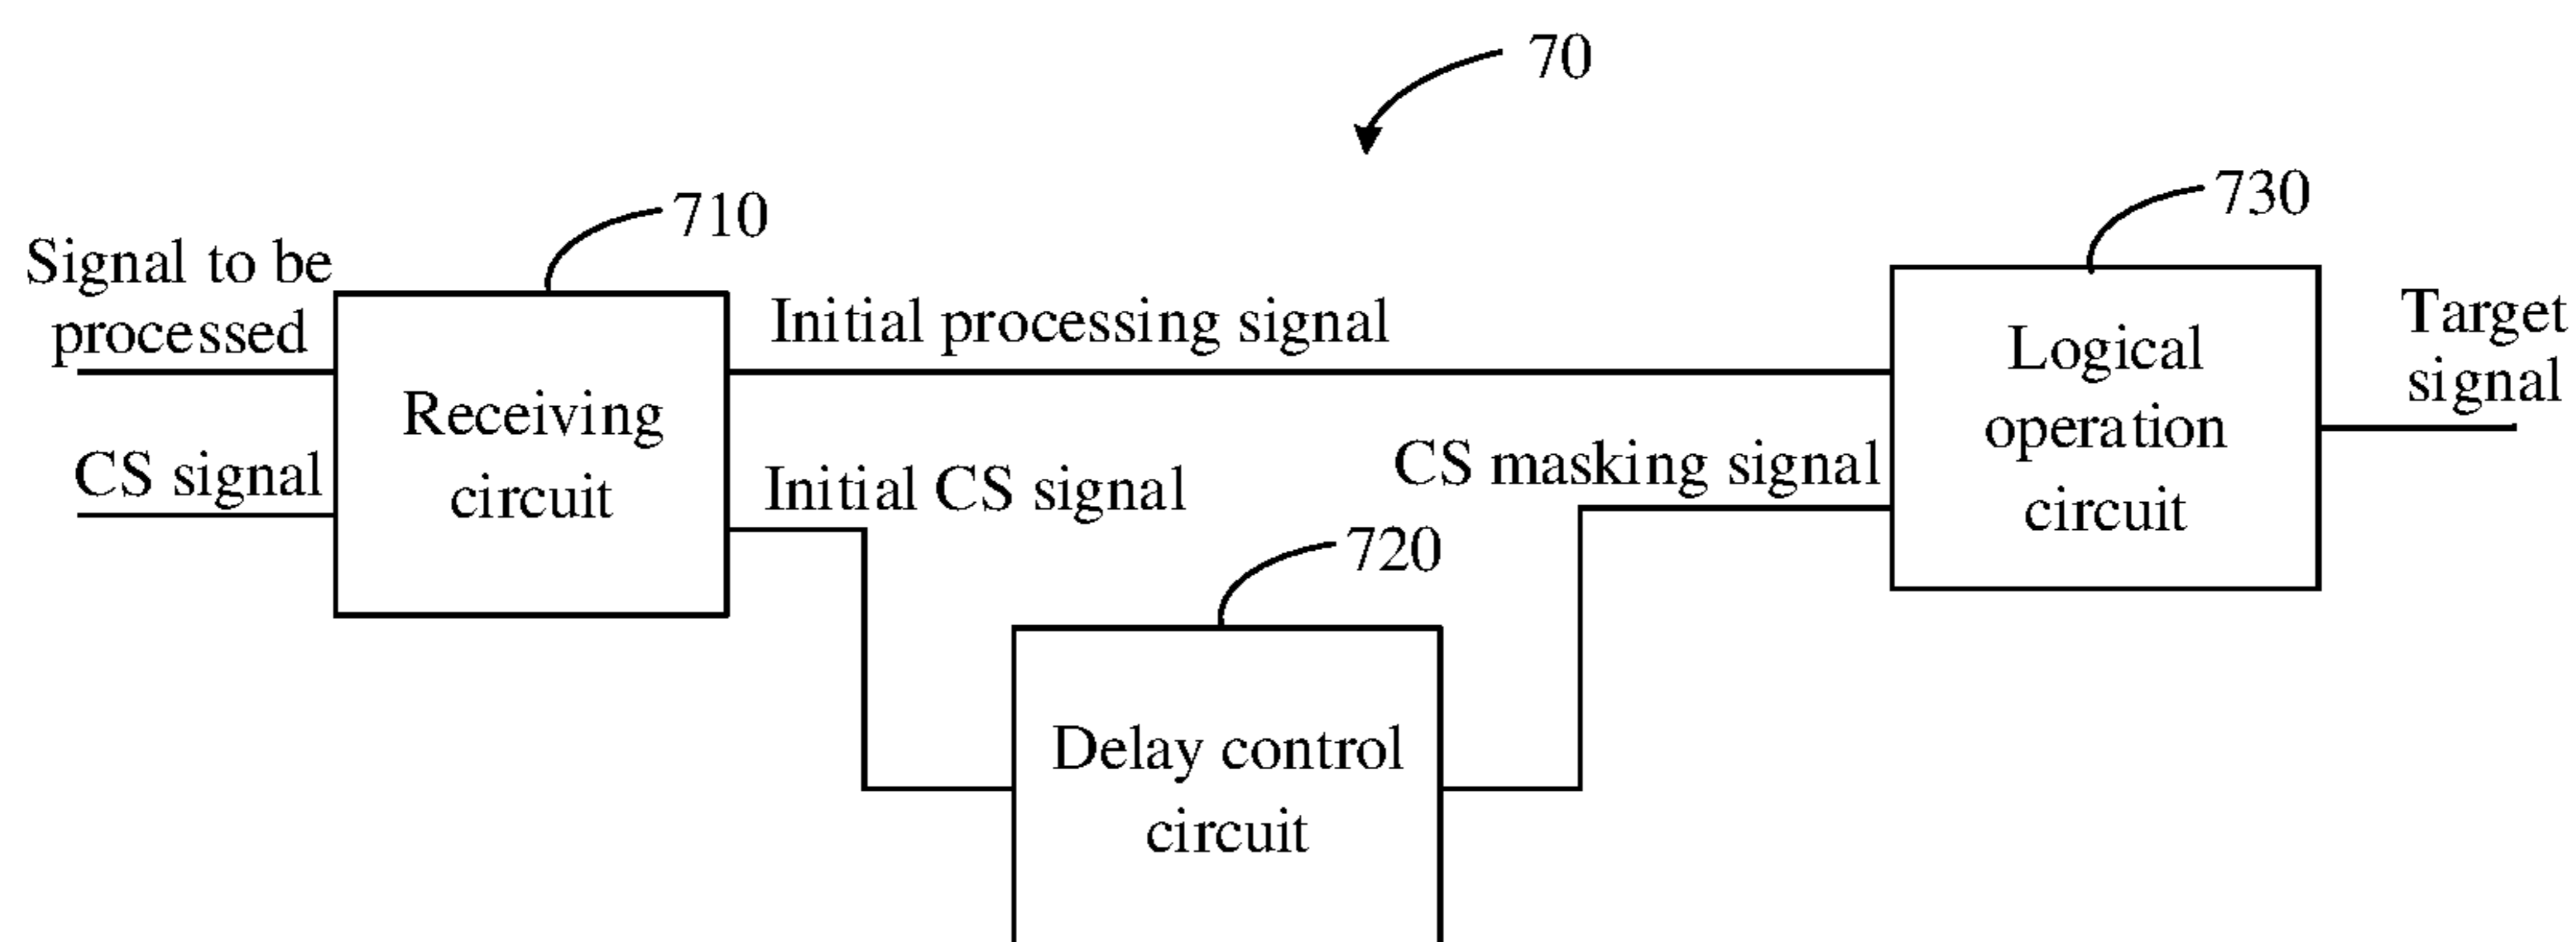 70
710
730
Signal to be
processed
CS signal
Receiving
circuit
Initial processing signal
Initial CS signal
CS masking signal
720
Logical
operation
circuit
Target
signal
Delay control
circuit